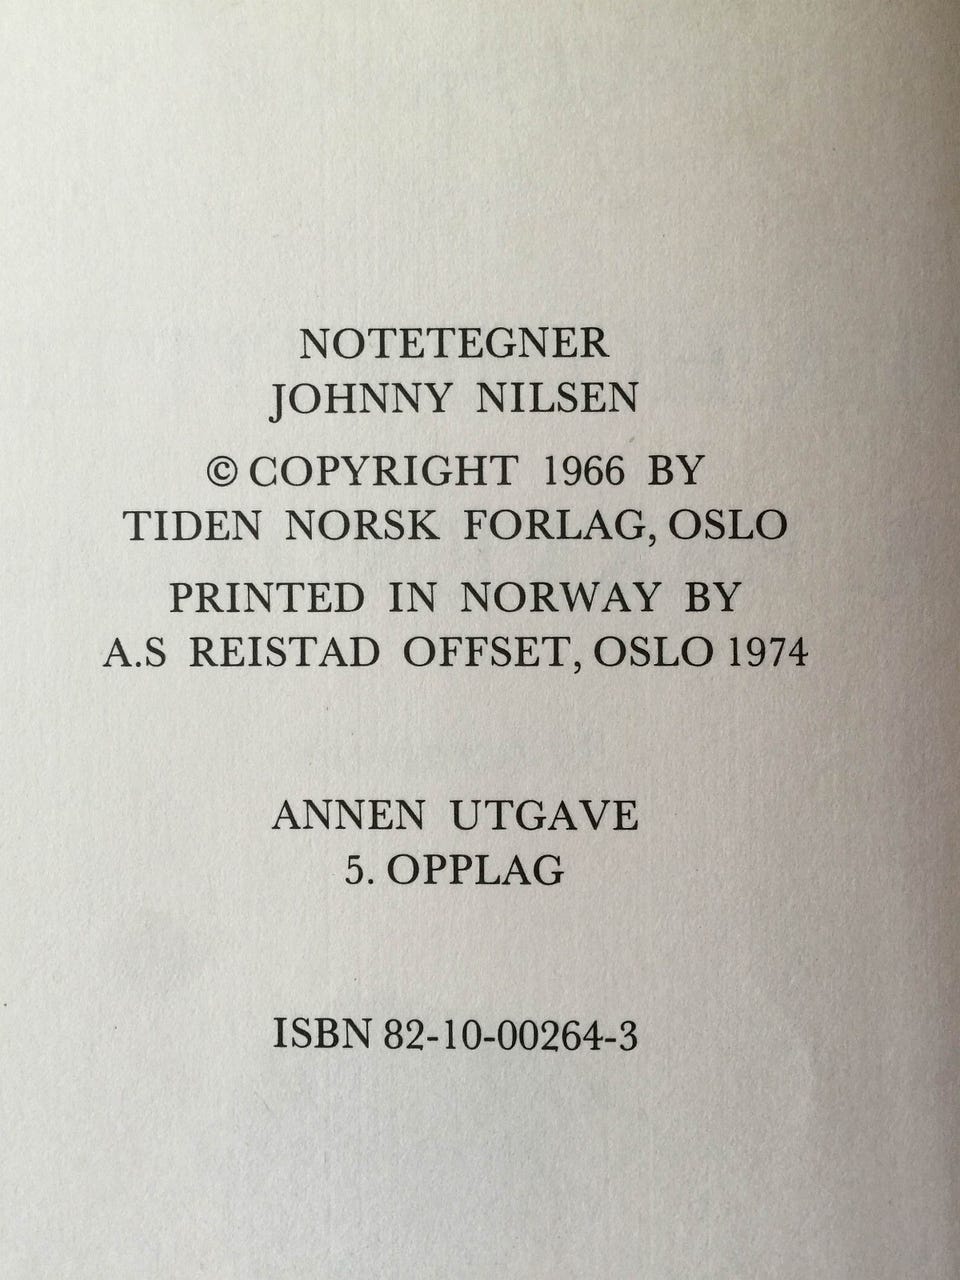 NOTETEGNER
JOHNNY NILSEN
© COPYRIGHT 1966 BY
TIDEN NORSK FORLAG, OSLO
PRINTED IN NORWAY BY
A.S REISTAD OFFSET, OSLO 1974
ANNEN UTGAVE
5. OPPLAG
ISBN 82-10-00264-3